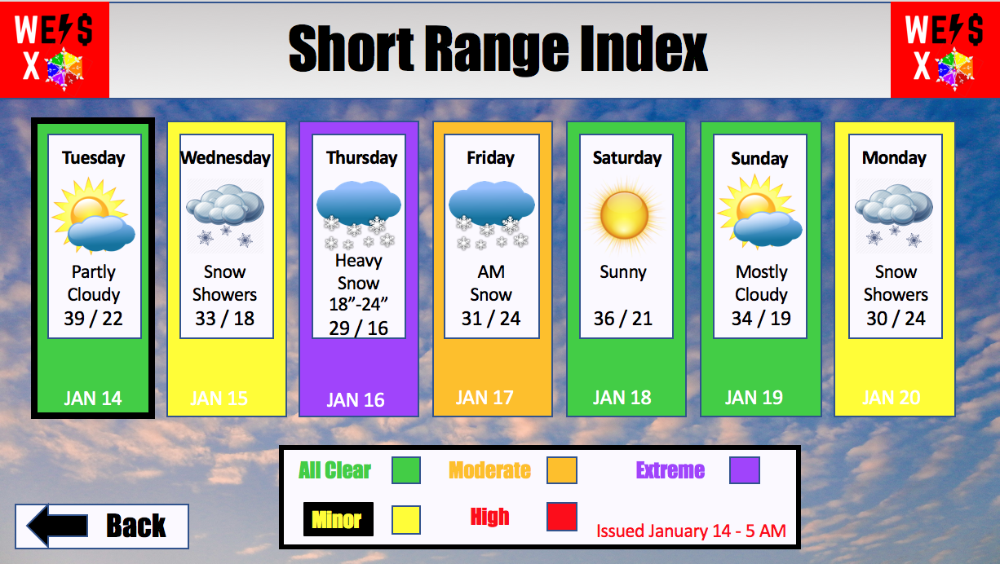 WE $
X
Short Range Index
WE $
X
Tuesday
Partly
Cloudy
39 / 22
JAN 14
Wednesday
Snow
Showers
33 / 18
JAN 15
Thursday
Heavy
Snow
18”-24”
29 / 16
JAN 16
Friday
AM
Snow
31 / 24
JAN 17
Saturday
Sunny
36 / 21
JAN 18
Sunday
Mostly
Cloudy
34 / 19
JAN 19
Monday
Snow
Showers
30 / 24
JAN 20
All Clear
Moderate
Extreme
Minor
High
Issued January 14 - 5 AM
Back